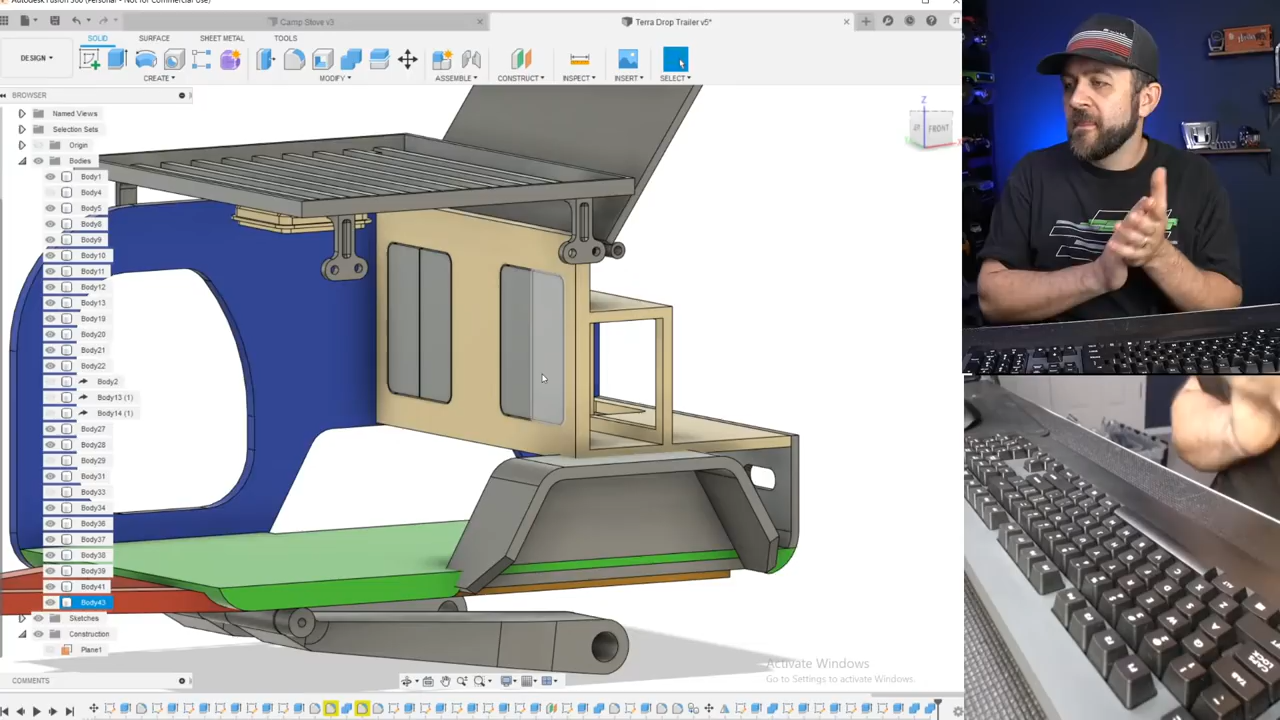 Autodesk Fusion 360 (Personal - Not for Commercial Use)
Camp Stove v3
Terra Drop Trailer v5*
DESIGN
SOLID
SURFACE
SHEET METAL
TOOLS
CREATE
MODIFY
ASSEMBLE
CONSTRUCT
INSPECT
INSERT
SELECT
BROWSER
Named Views
Selection Sets
Origin
Bodies
Body1
Body4
Body5
Body8
Body9
Body10
Body11
Body12
Body13
Body19
Body20
Body21
Body22
Body2
Body13 (1)
Body14 (1)
Body27
Body28
Body29
Body31
Body33
Body34
Body36
Body37
Body38
Body39
Body41
Body43
Sketches
Construction
Plane1
Z
FRONT
COMMENTS
Activate Windows
Go to Settings to activate Windows.